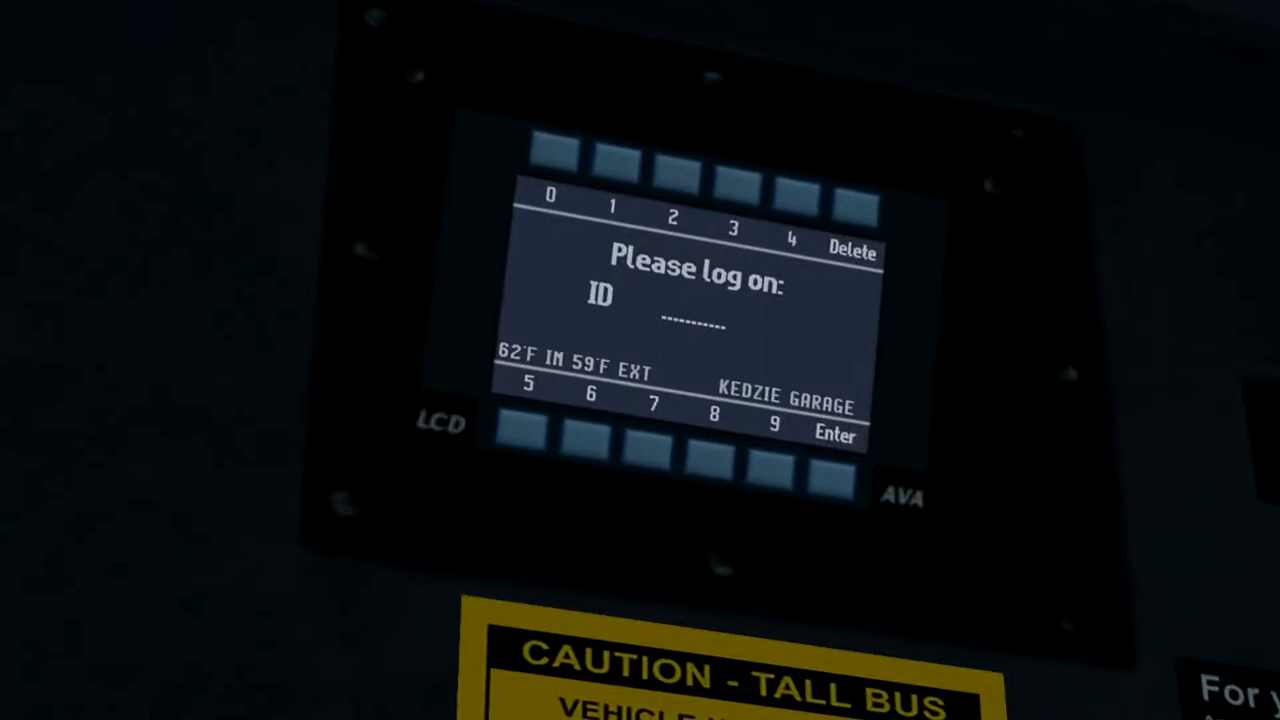 0 1 2 3 4 Delete
Please log on:
ID ----------
62°F IN 59°F EXT KEDZIE GARAGE
5 6 7 8 9 Enter
LCD
AVA
CAUTION - TALL BUS
VEHICLE
For